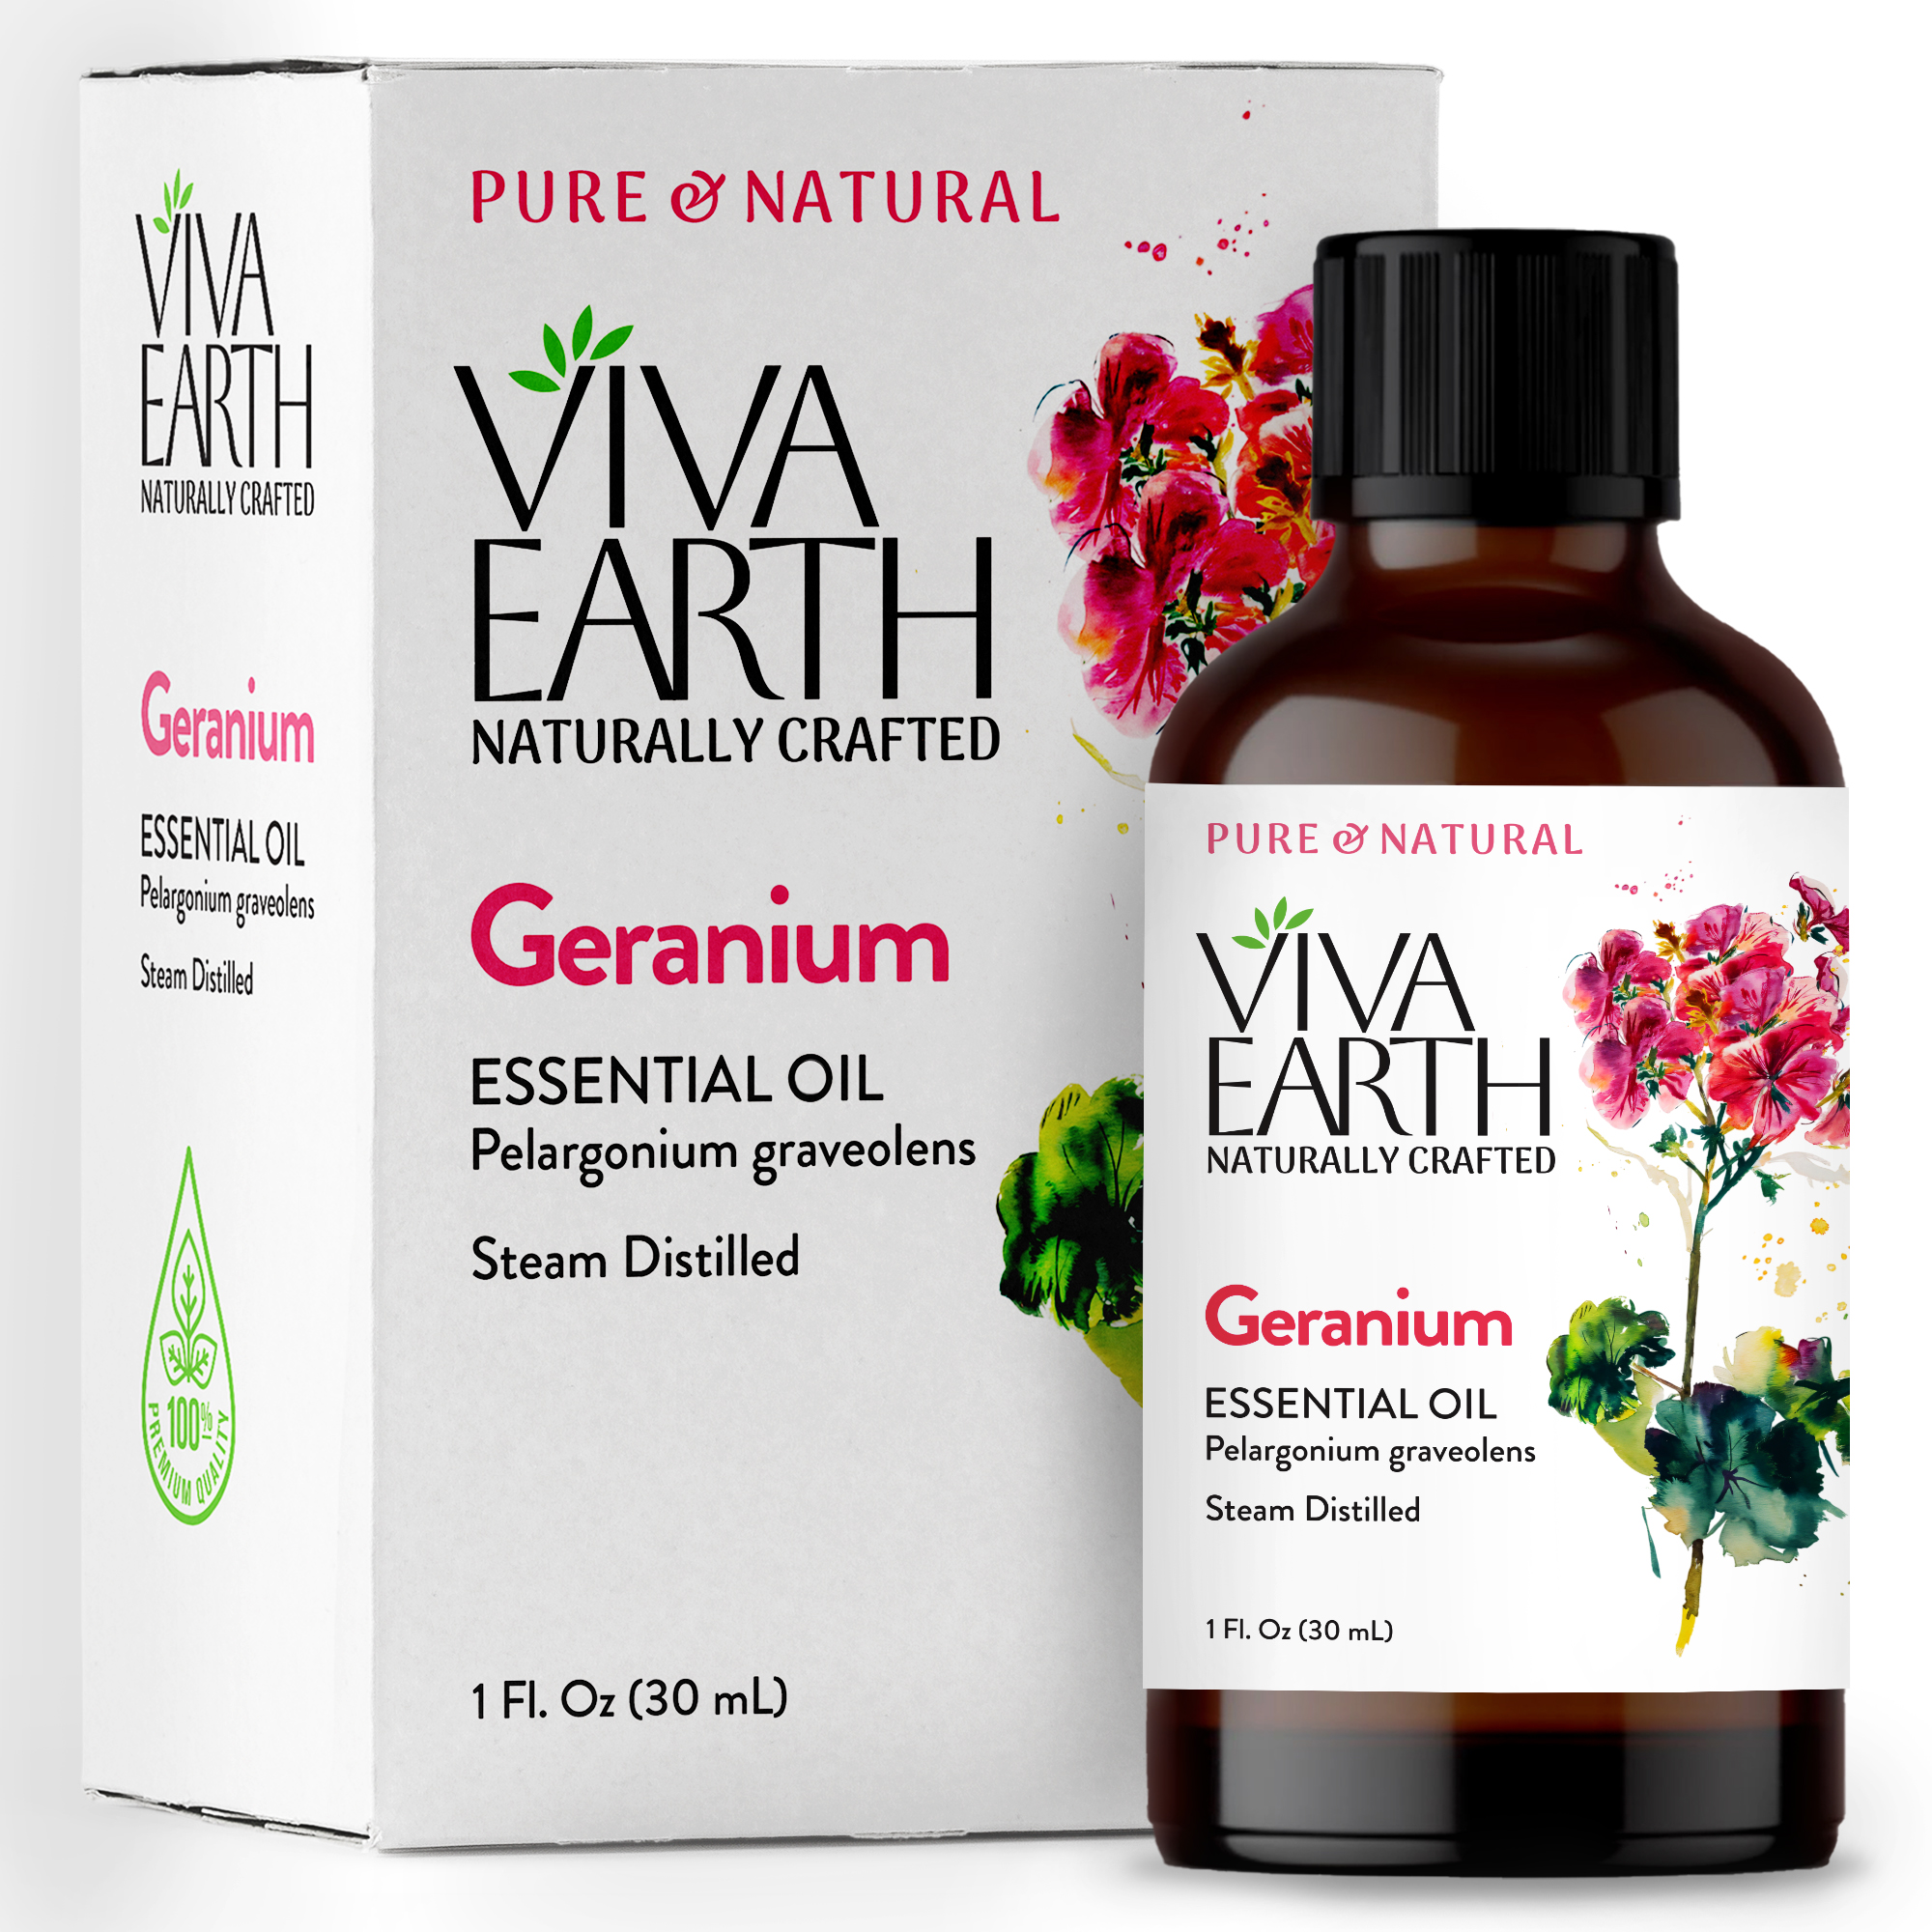 VIVA
EARTH
NATURALLY CRAFTED
Geranium
ESSENTIAL OIL
Pelargonium graveolens
Steam Distilled
100%
PREMIUM QUALITY
PURE & NATURAL
VIVA
EARTH
NATURALLY CRAFTED
Geranium
ESSENTIAL OIL
Pelargonium graveolens
Steam Distilled
1 Fl. Oz (30 mL)
PURE & NATURAL
VIVA
EARTH
NATURALLY CRAFTED
Geranium
ESSENTIAL OIL
Pelargonium graveolens
Steam Distilled
1 Fl. Oz (30 mL)